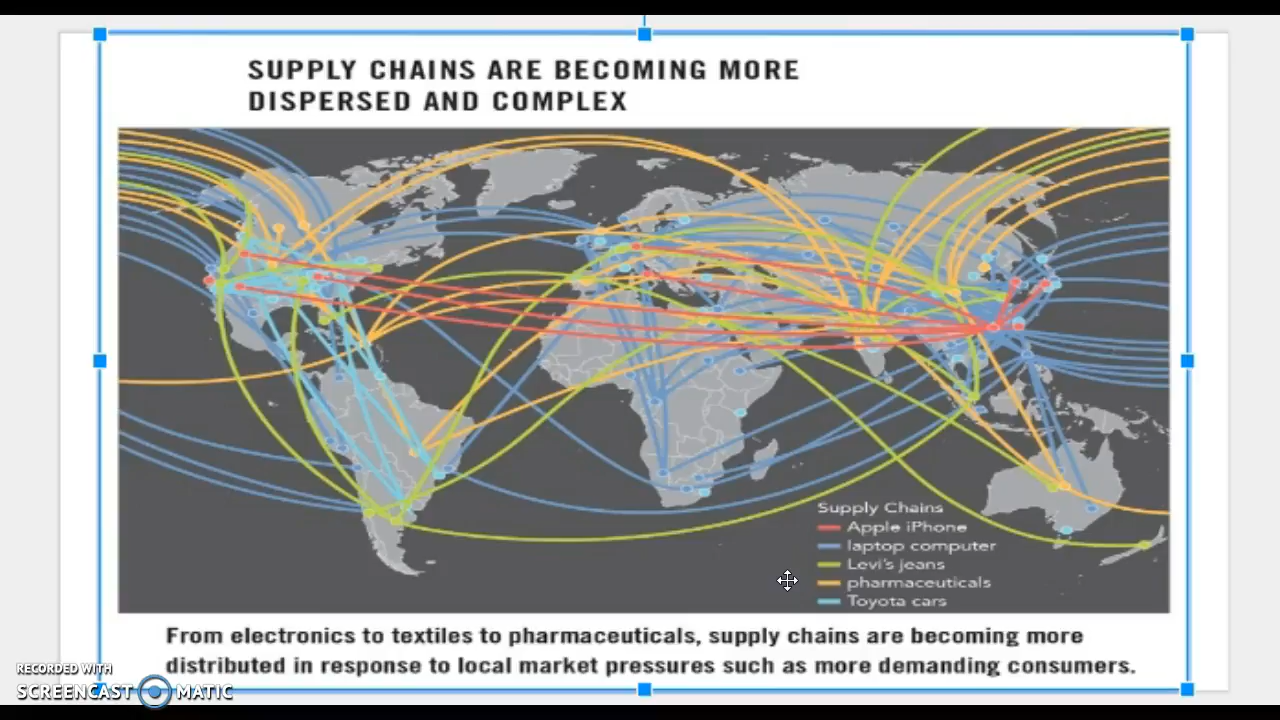 SUPPLY CHAINS ARE BECOMING MORE
DISPERSED AND COMPLEX
Supply Chains
Apple iPhone
laptop computer
Levi's jeans
pharmaceuticals
Toyota cars
From electronics to textiles to pharmaceuticals, supply chains are becoming more
distributed in response to local market pressures such as more demanding consumers.
RECORDED WITH
SCREENCAST MATIC